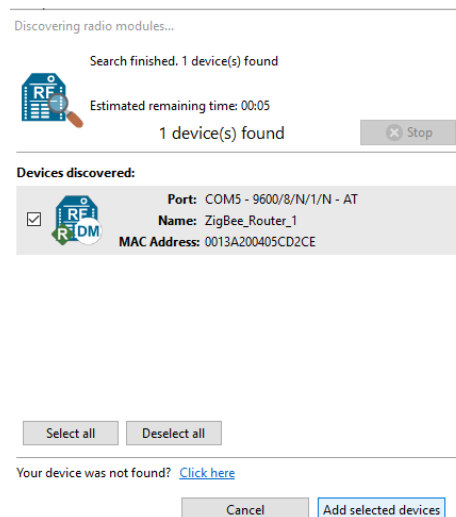 Discovering radio modules...
Search finished. 1 device(s) found
RF
Estimated remaining time: 00:05
1 device(s) found
Stop
Devices discovered:
Port: COM5 - 9600/8/N/1/N - AT
RF
R DM
Name: ZigBee_Router_1
MAC Address: 0013A200405CD2CE
Select all Deselect all
Your device was not found? Click here
Cancel Add selected devices